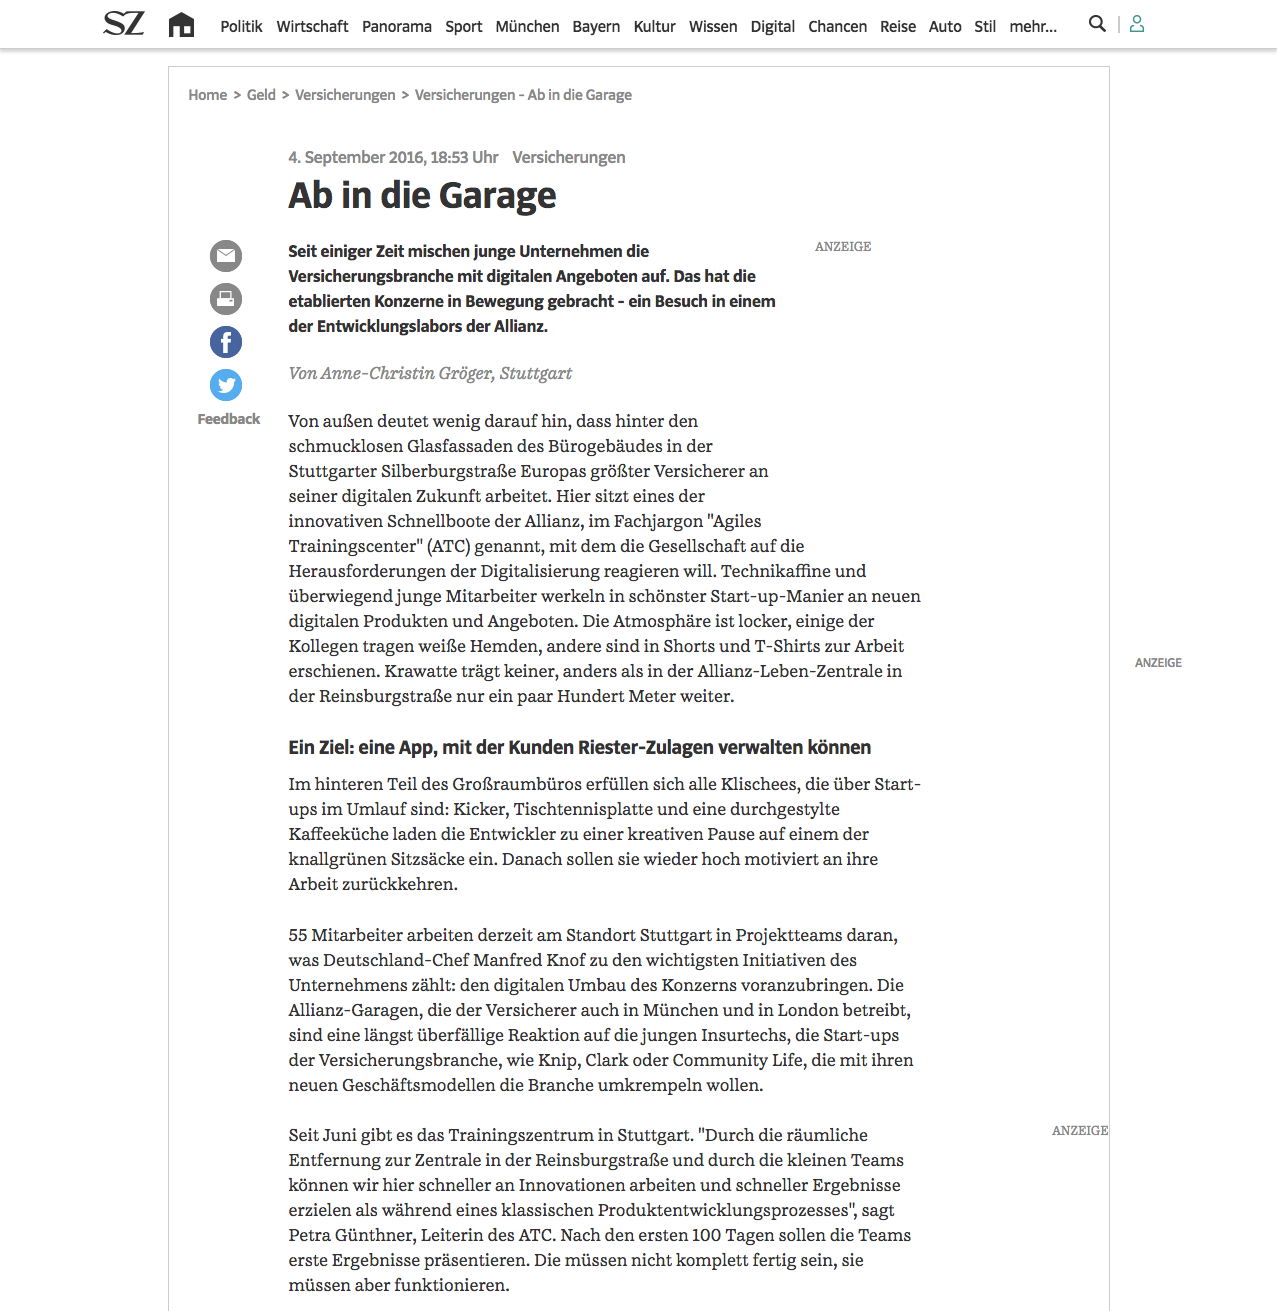 SZ Politik Wirtschaft Panorama Sport München Bayern Kultur Wissen Digital Chancen Reise Auto Stil mehr...
Home > Geld > Versicherungen > Versicherungen - Ab in die Garage
4. September 2016, 18:53 Uhr Versicherungen
Ab in die Garage
Seit einiger Zeit mischen junge Unternehmen die
Versicherungsbranche mit digitalen Angeboten auf. Das hat die
etablierten Konzerne in Bewegung gebracht - ein Besuch in einem
der Entwicklungslabors der Allianz.
ANZEIGE
Von Anne-Christin Gröger, Stuttgart
Feedback
Von außen deutet wenig darauf hin, dass hinter den
schmucklosen Glasfassaden des Bürogebäudes in der
Stuttgarter Silberburgstraße Europas größter Versicherer an
seiner digitalen Zukunft arbeitet. Hier sitzt eines der
innovativen Schnellboote der Allianz, im Fachjargon "Agiles
Trainingscenter" (ATC) genannt, mit dem die Gesellschaft auf die
Herausforderungen der Digitalisierung reagieren will. Technikaffine und
überwiegend junge Mitarbeiter werkeln in schönster Start-up-Manier an neuen
digitalen Produkten und Angeboten. Die Atmosphäre ist locker, einige der
Kollegen tragen weiße Hemden, andere sind in Shorts und T-Shirts zur Arbeit
erschienen. Krawatte trägt keiner, anders als in der Allianz-Leben-Zentrale in
der Reinsburgstraße nur ein paar Hundert Meter weiter.
ANZEIGE
Ein Ziel: eine App, mit der Kunden Riester-Zulagen verwalten können
Im hinteren Teil des Großraumbüros erfüllen sich alle Klischees, die über Start-
ups im Umlauf sind: Kicker, Tischtennisplatte und eine durchgestylte
Kaffeeküche laden die Entwickler zu einer kreativen Pause auf einem der
knallgrünen Sitzsäcke ein. Danach sollen sie wieder hoch motiviert an ihre
Arbeit zurückkehren.
55 Mitarbeiter arbeiten derzeit am Standort Stuttgart in Projektteams daran,
was Deutschland-Chef Manfred Knof zu den wichtigsten Initiativen des
Unternehmens zählt: den digitalen Umbau des Konzerns voranzubringen. Die
Allianz-Garagen, die der Versicherer auch in München und in London betreibt,
sind eine längst überfällige Reaktion auf die jungen Insurtechs, die Start-ups
der Versicherungsbranche, wie Knip, Clark oder Community Life, die mit ihren
neuen Geschäftsmodellen die Branche umkrempeln wollen.
Seit Juni gibt es das Trainingszentrum in Stuttgart. "Durch die räumliche
Entfernung zur Zentrale in der Reinsburgstraße und durch die kleinen Teams
können wir hier schneller an Innovationen arbeiten und schneller Ergebnisse
erzielen als während eines klassischen Produktentwicklungsprozesses", sagt
Petra Günthner, Leiterin des ATC. Nach den ersten 100 Tagen sollen die Teams
erste Ergebnisse präsentieren. Die müssen nicht komplett fertig sein, sie
müssen aber funktionieren.
ANZEIGE